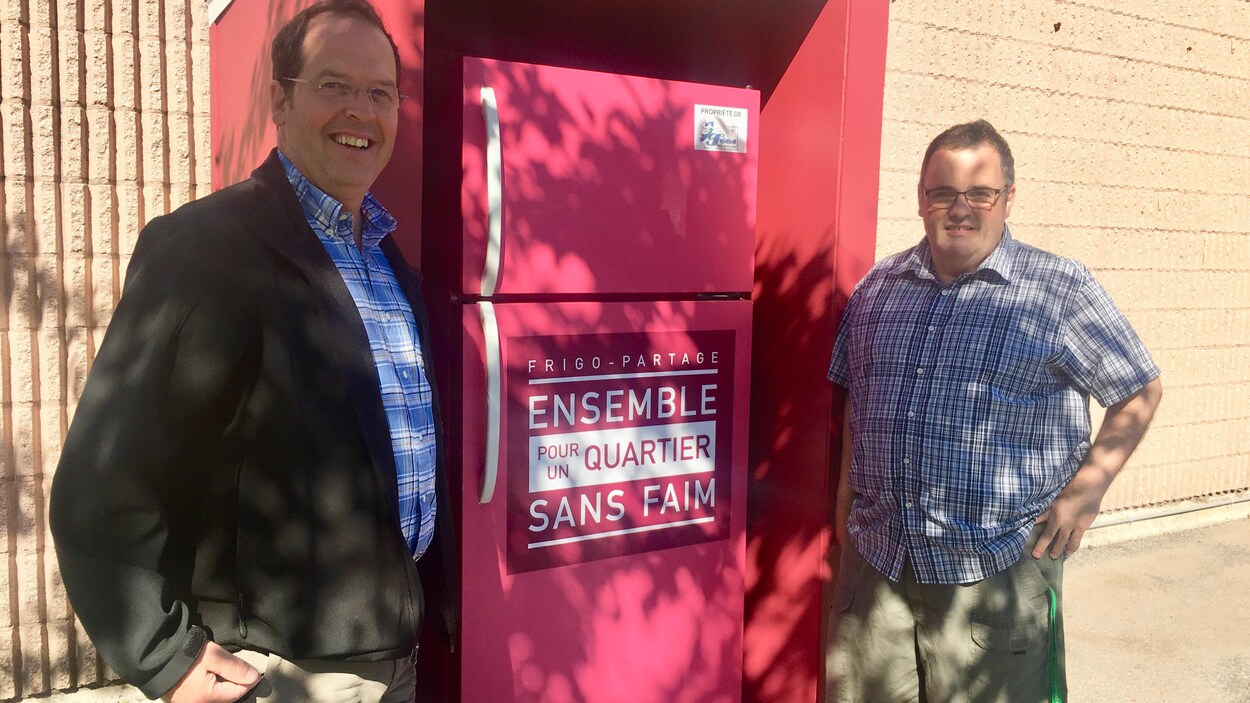 PROPRIÉTÉ DE
FRIGO-PARTAGE
ENSEMBLE
POUR UN QUARTIER
SANS FAIM